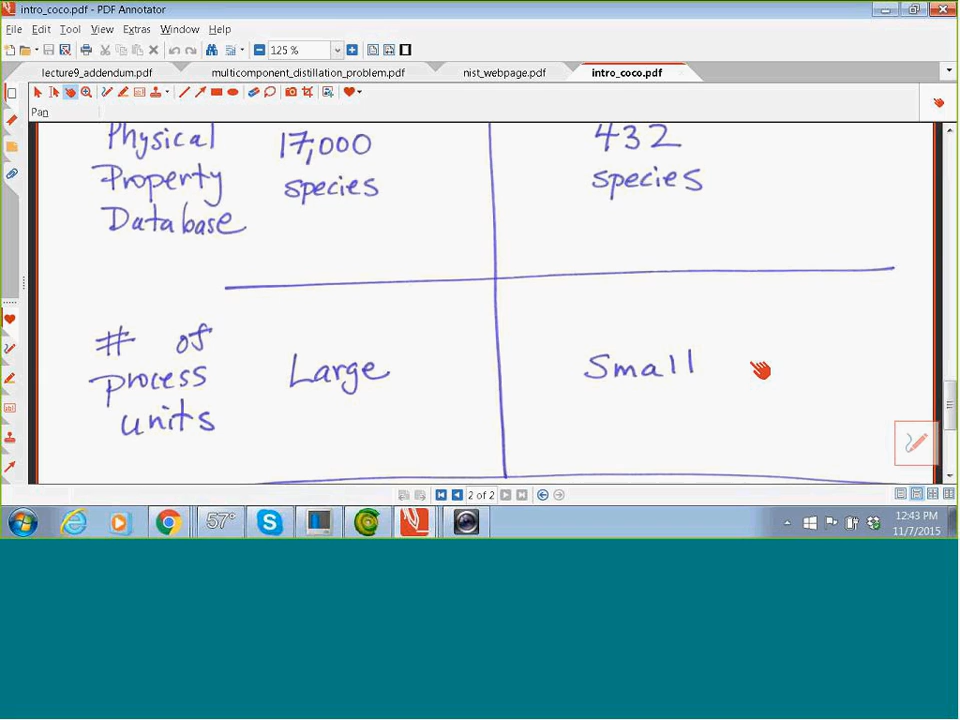 intro_coco.pdf - PDF Annotator
File Edit Tool View Extras Window Help
125 %
lecture9_addendum.pdf multicomponent_distillation_problem.pdf nist_webpage.pdf intro_coco.pdf
Pan
Physical 17,000 432
Property species species
Database
# of
process Large Small
units
2 of 2
57°
12:43 PM
11/7/2015